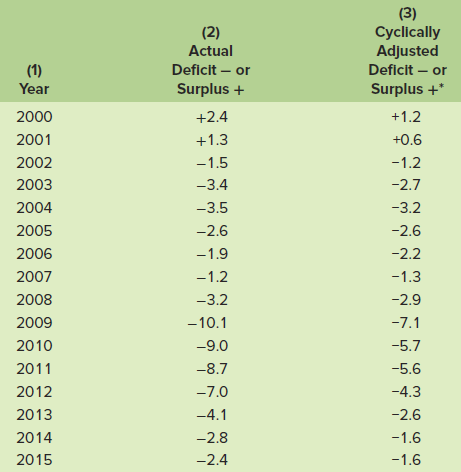 (1)
Year
(2)
Actual
Deficit – or
Surplus +
(3)
Cyclically
Adjusted
Deficit – or
Surplus +*
2000 +2.4 +1.2
2001 +1.3 +0.6
2002 –1.5 –1.2
2003 –3.4 –2.7
2004 –3.5 –3.2
2005 –2.6 –2.6
2006 –1.9 –2.2
2007 –1.2 –1.3
2008 –3.2 –2.9
2009 –10.1 –7.1
2010 –9.0 –5.7
2011 –8.7 –5.6
2012 –7.0 –4.3
2013 –4.1 –2.6
2014 –2.8 –1.6
2015 –2.4 –1.6